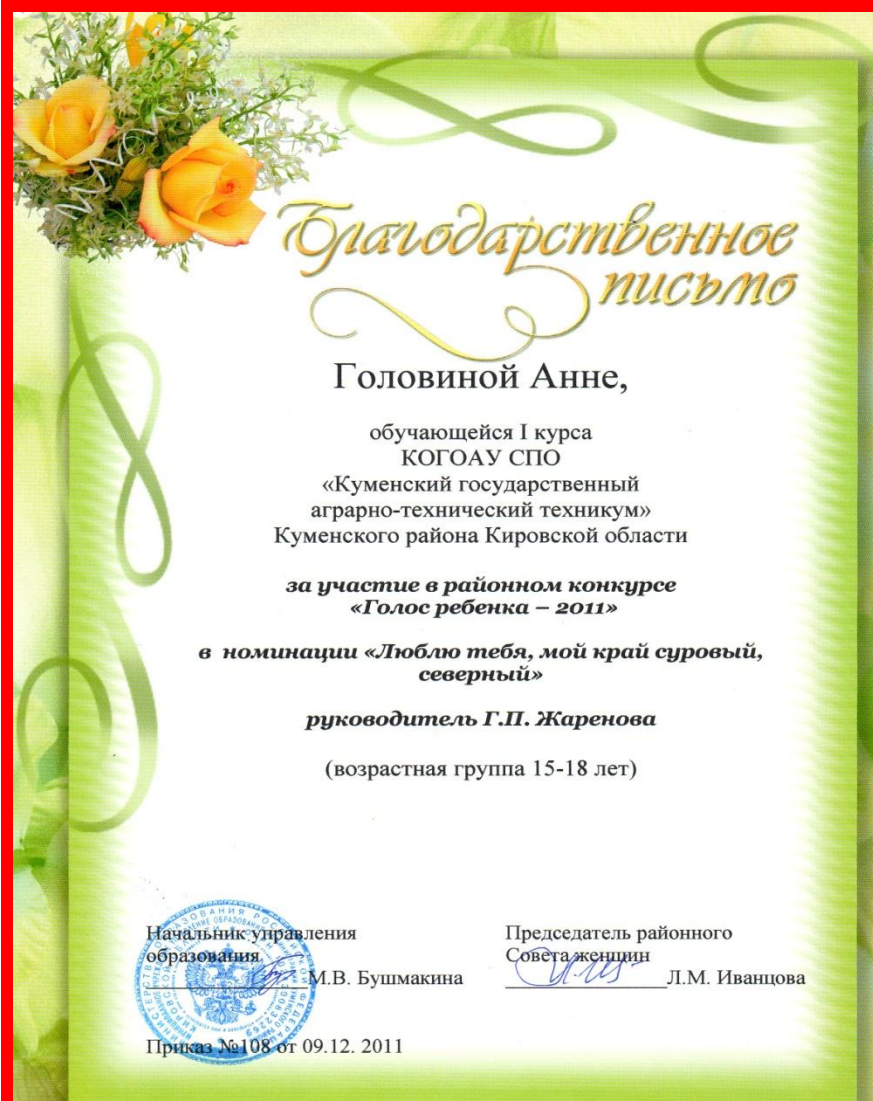 Благодарственное
письмо
Головиной Анне,
обучающейся I курса
КОГОАУ СПО
«Куменский государственный
аграрно-технический техникум»
Куменского района Кировской области
за участие в районном конкурсе
«Голос ребенка – 2011»
в номинации «Люблю тебя, мой край суровый,
северный»
руководитель Г.П. Жаренова
(возрастная группа 15-18 лет)
Начальник управления
образования
М.В. Бушмакина
Председатель районного
Совета женщин
Л.М. Иванцова
Приказ №108 от 09.12. 2011